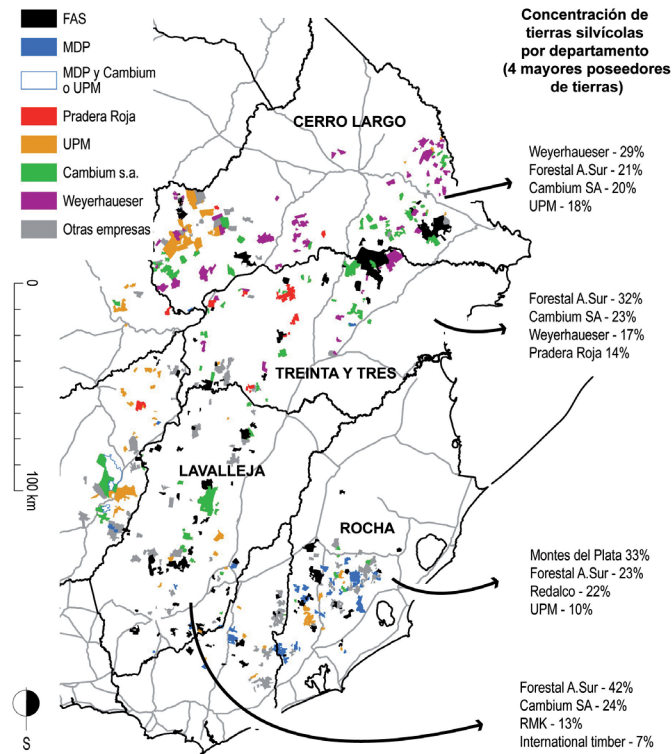 FAS
MDP
MDP y Cambium
o UPM
Pradera Roja
UPM
Cambium s.a.
Weyerhaueser
Otras empresas
Concentración de
tierras silvícolas
por departamento
(4 mayores poseedores
de tierras)
CERRO LARGO
Weyerhaueser - 29%
Forestal A.Sur - 21%
Cambium SA - 20%
UPM - 18%
0
100 km
Forestal A.Sur - 32%
Cambium SA - 23%
Weyerhaueser - 17%
Pradera Roja 14%
TREINTA Y TRES
LAVALLEJA
ROCHA
Montes del Plata 33%
Forestal A.Sur - 23%
Redalco - 22%
UPM - 10%
Forestal A.Sur - 42%
Cambium SA - 24%
RMK - 13%
International timber - 7%
S